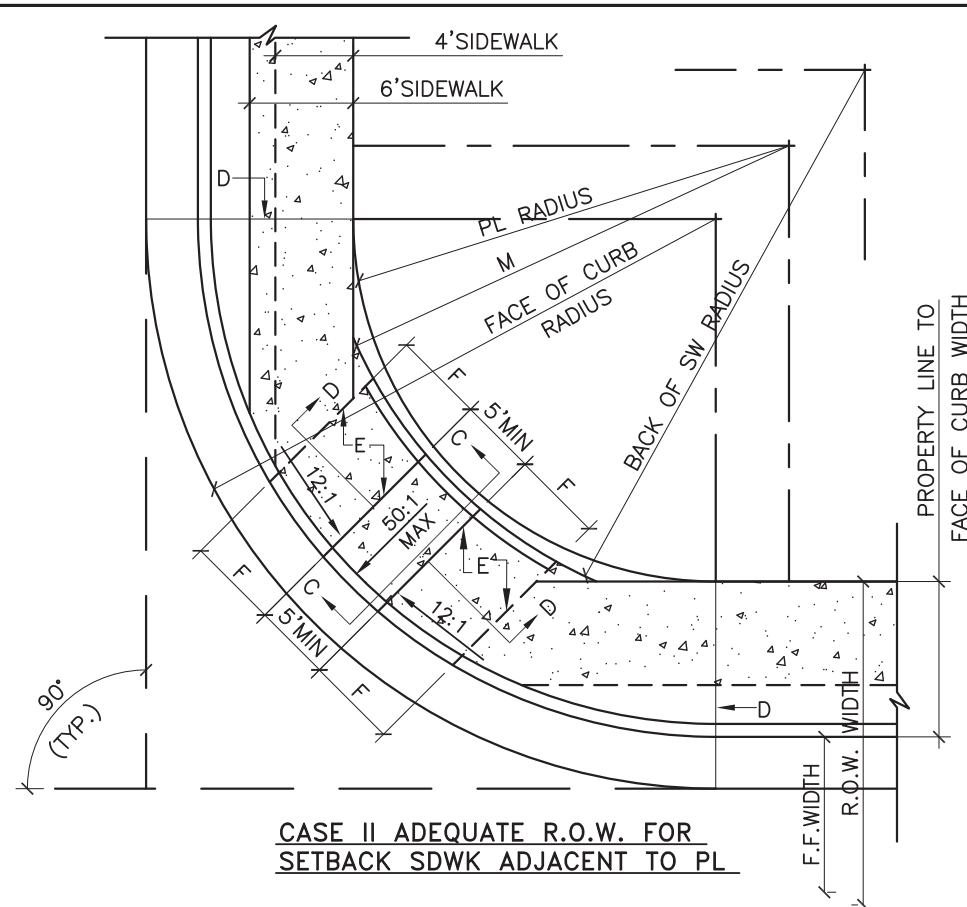 4'SIDEWALK
6'SIDEWALK
D
PL RADIUS
M
FACE OF CURB
RADIUS
BACK OF SW RADIUS
PROPERTY LINE TO
FACE OF CURB WIDTH
F
D
5'MIN
C
E
F
12:1
50:1
MAX
E
F
C
12:1
D
5'MIN
F
90°
(TYP.)
D
R.O.W. WIDTH
F.F.WIDTH
CASE II ADEQUATE R.O.W. FOR
SETBACK SDWK ADJACENT TO PL